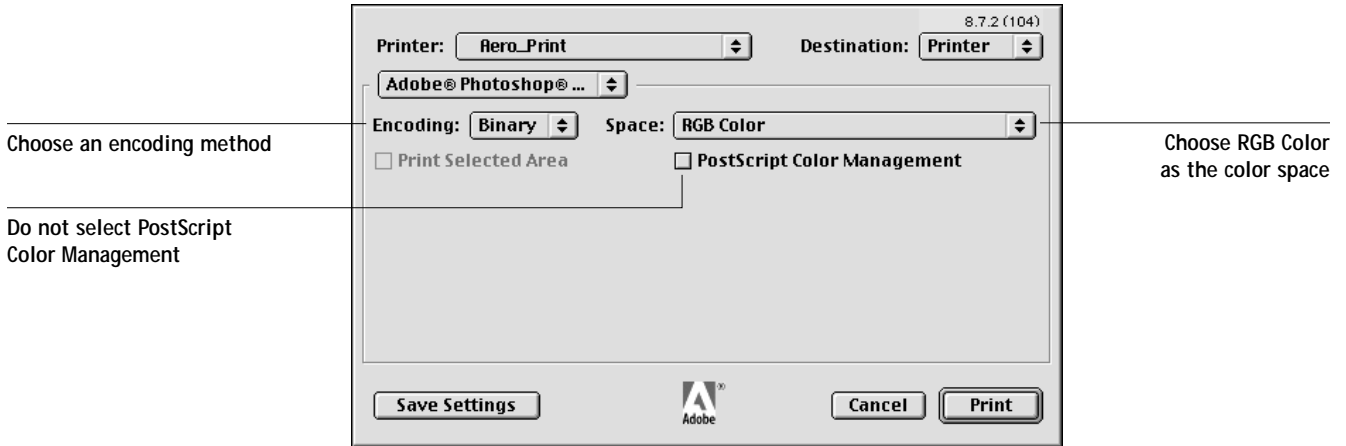 8.7.2 (104)
Printer: Aero_Print Destination: Printer
Adobe® Photoshop® ...
Encoding: Binary Space: RGB Color
Choose an encoding method
Choose RGB Color
as the color space
Print Selected Area PostScript Color Management
Do not select PostScript
Color Management
Save Settings Adobe ® Cancel Print